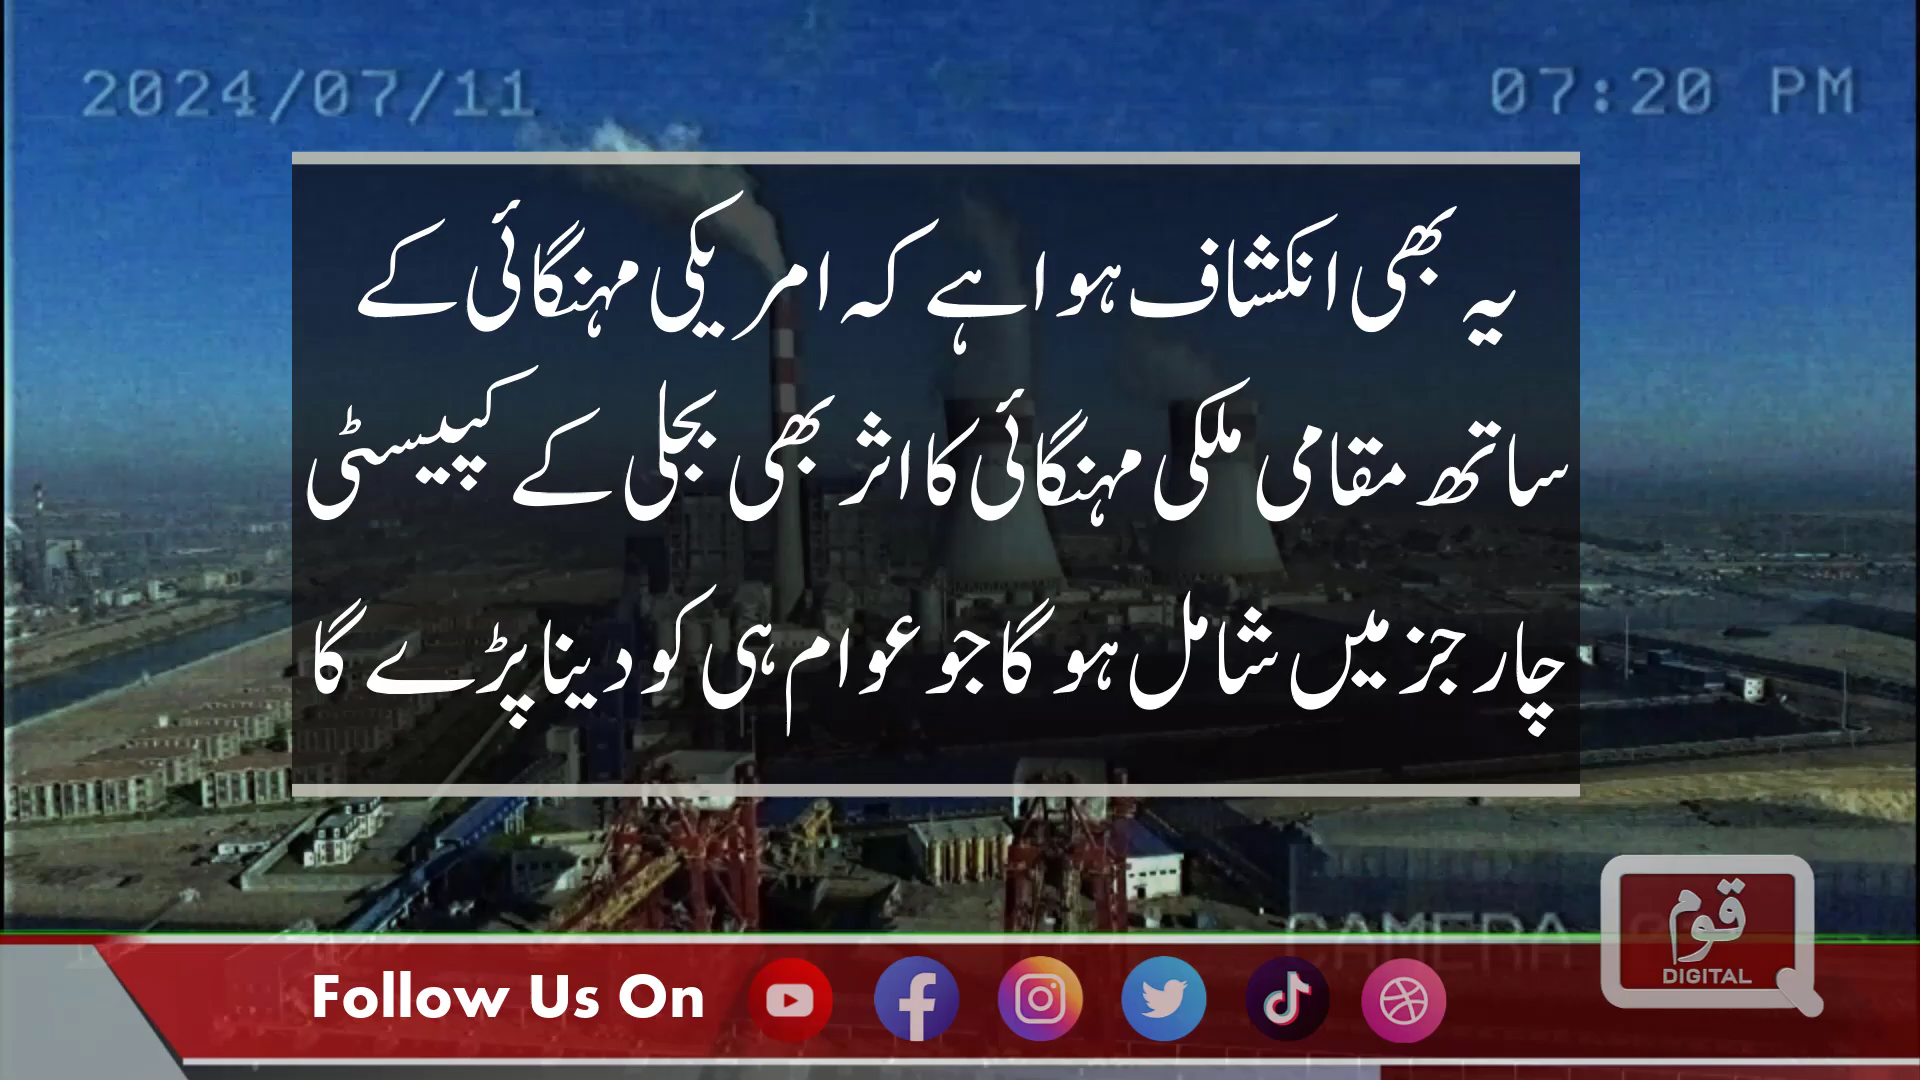 2024/07/11
07:20 PM
یہ بھی انکشاف ہوا ہے کہ امریکی مہنگائی کے
ساتھ مقامی ملکی مہنگائی کا اثر بھی بجلی کے کیپیسٹی
چارجز میں شامل ہو گا جو عوام ہی کو دینا پڑے گا
CAMERA
قوم
DIGITAL
Follow Us On